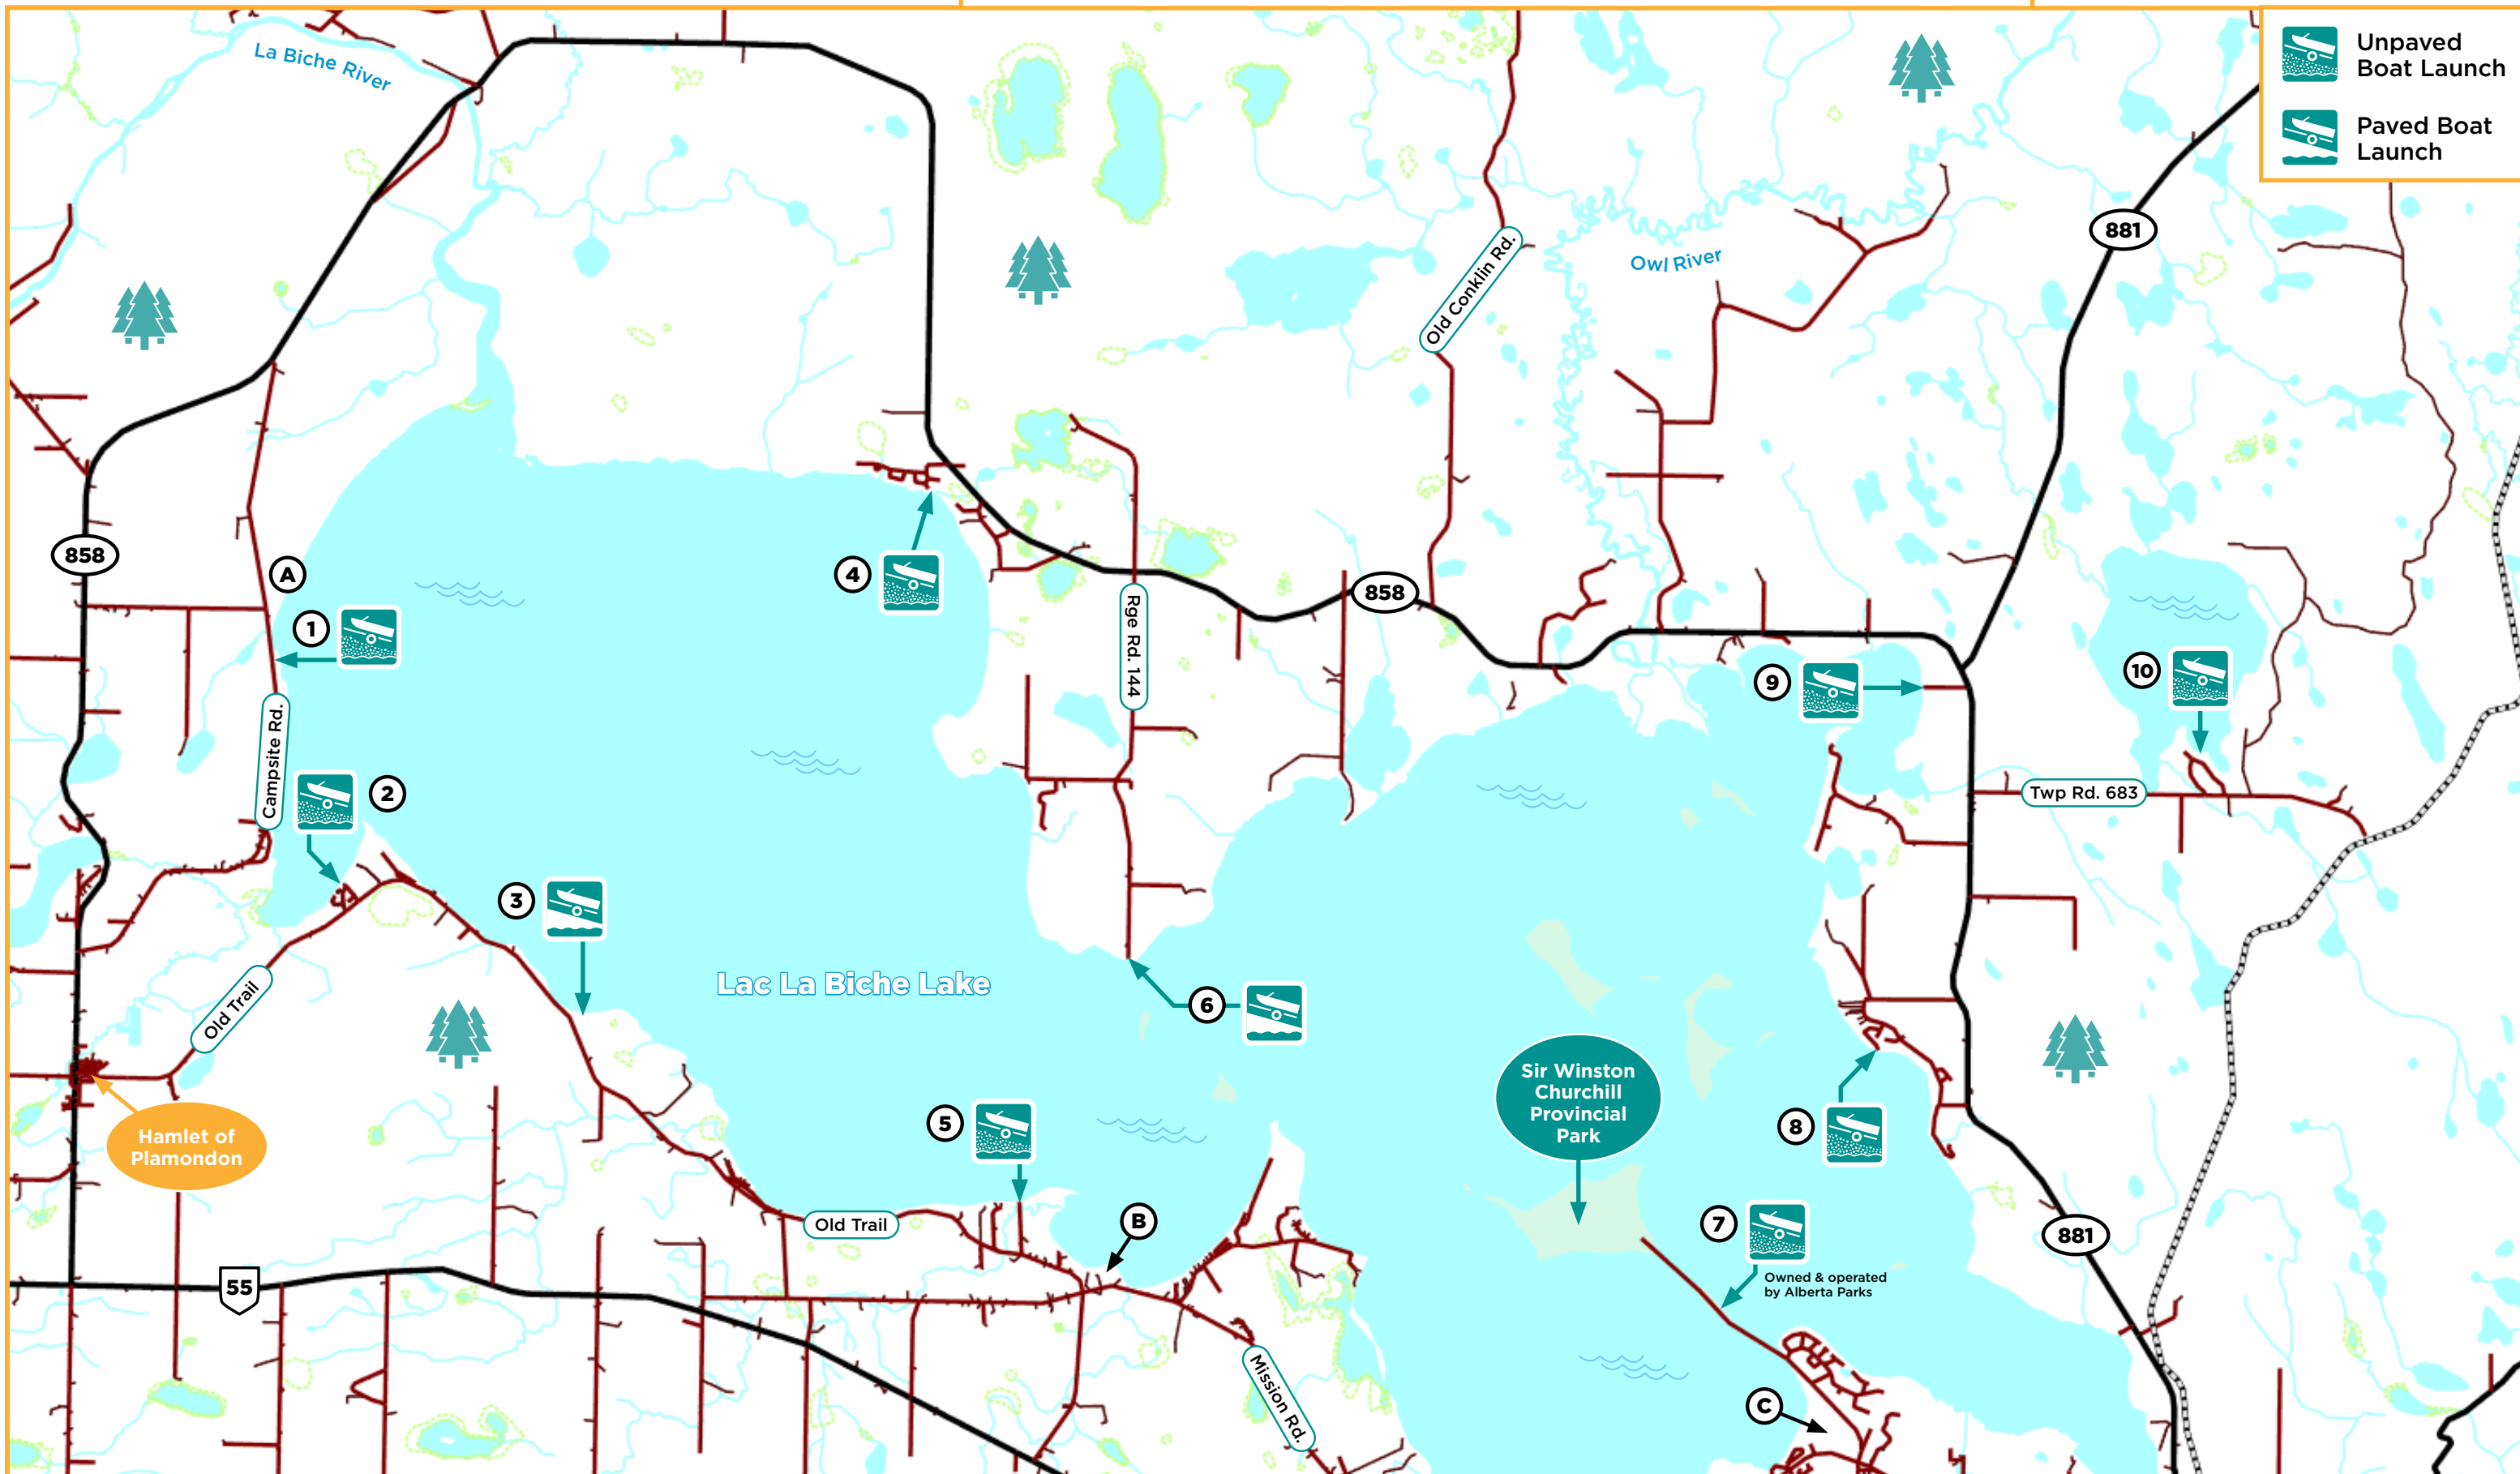 La Biche River
Unpaved
Boat Launch
Paved Boat
Launch
881
Old Conklin Rd.
Owl River
858
A
1
4
858
Rge Rd. 144
9
10
Campsite Rd.
2
Twp Rd. 683
3
Lac La Biche Lake
6
Old Trail
Sir Winston
Churchill
Provincial
Park
Hamlet of
Plamondon
5
8
Old Trail
B
7
881
Owned & operated
by Alberta Parks
55
Mission Rd.
C